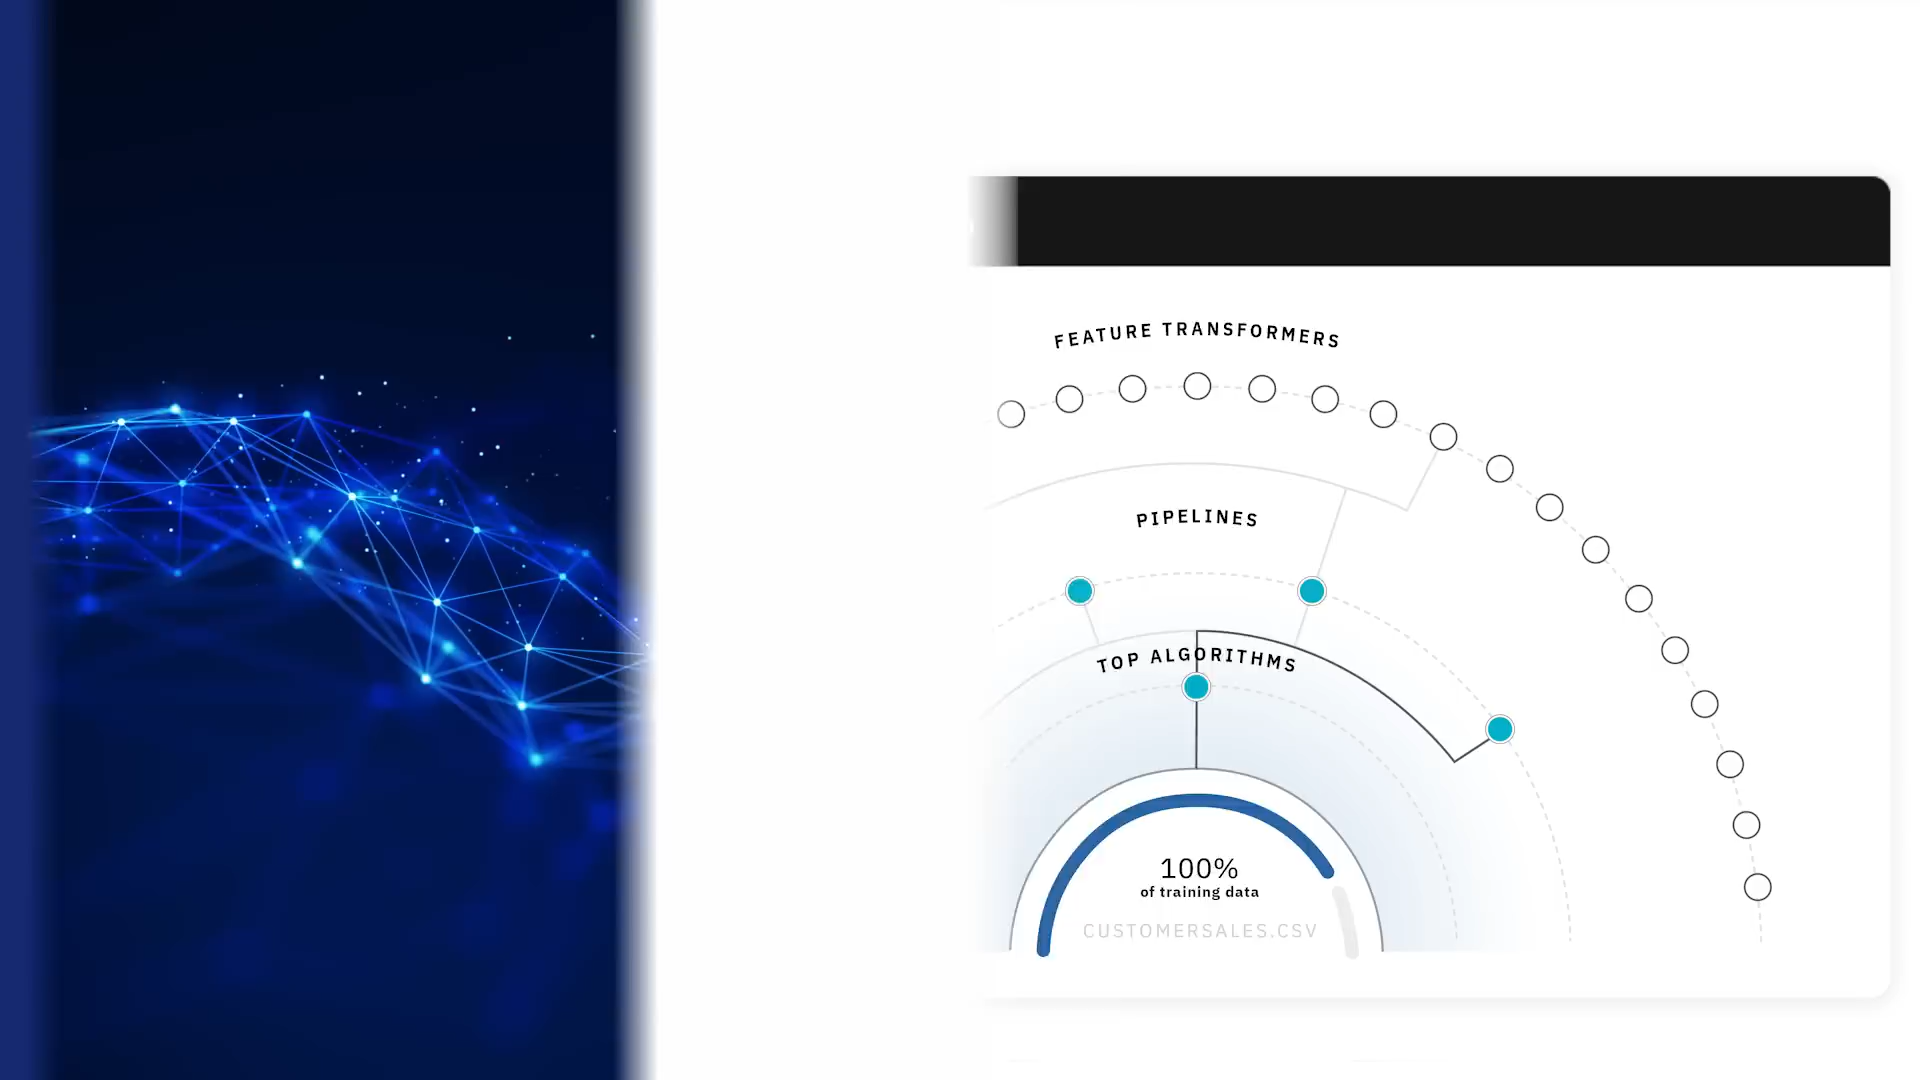 FEATURE TRANSFORMERS
PIPELINES
TOP ALGORITHMS
100%
of training data
CUSTOMERSALES.CSV